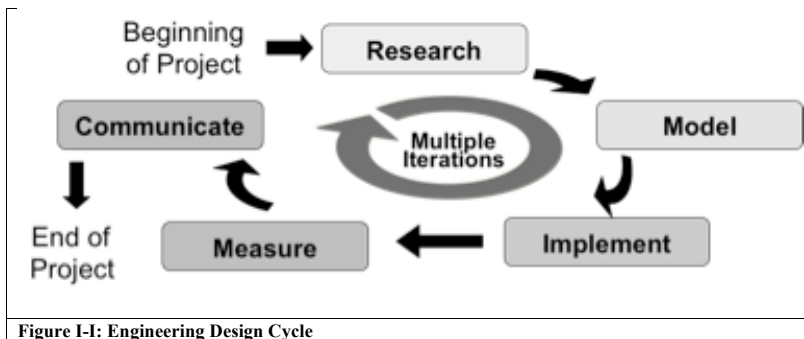 Beginning
of Project
Research
Communicate
Multiple
Iterations
Model
End of
Project
Measure
Implement
Figure I-I: Engineering Design Cycle